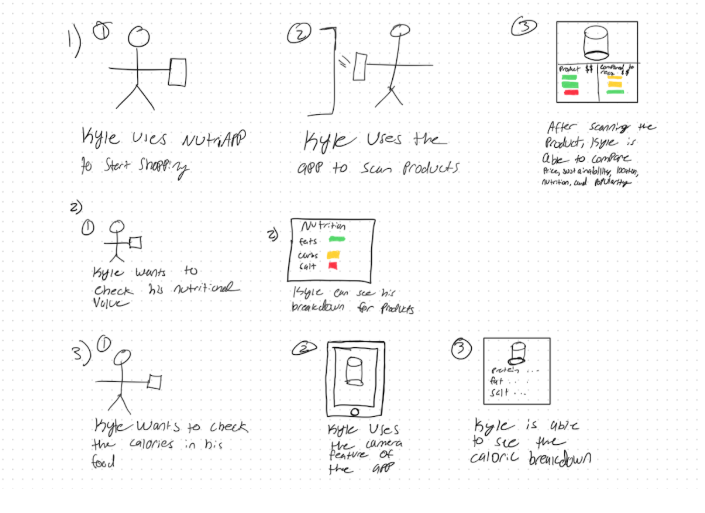 1) ①
Kyle uses NutriAPP
to start shopping
②
Kyle uses the
app to scan products
③
Product $$
After scanning the
Product, Kyle is
able to compare
Price, sustainability, location,
nutrition, and popularity
2)
①
Kyle wants to
check his nutritional
Value
2)
Nutrition
fats
carbs
salt
Kyle can see his
breakdown for products
3) ①
Kyle wants to check
the calories in his
food
②
Kyle uses
the camera
feature of
the app
③
protein ...
fat ...
salt ...
Kyle is able
to see the
caloric breakdown